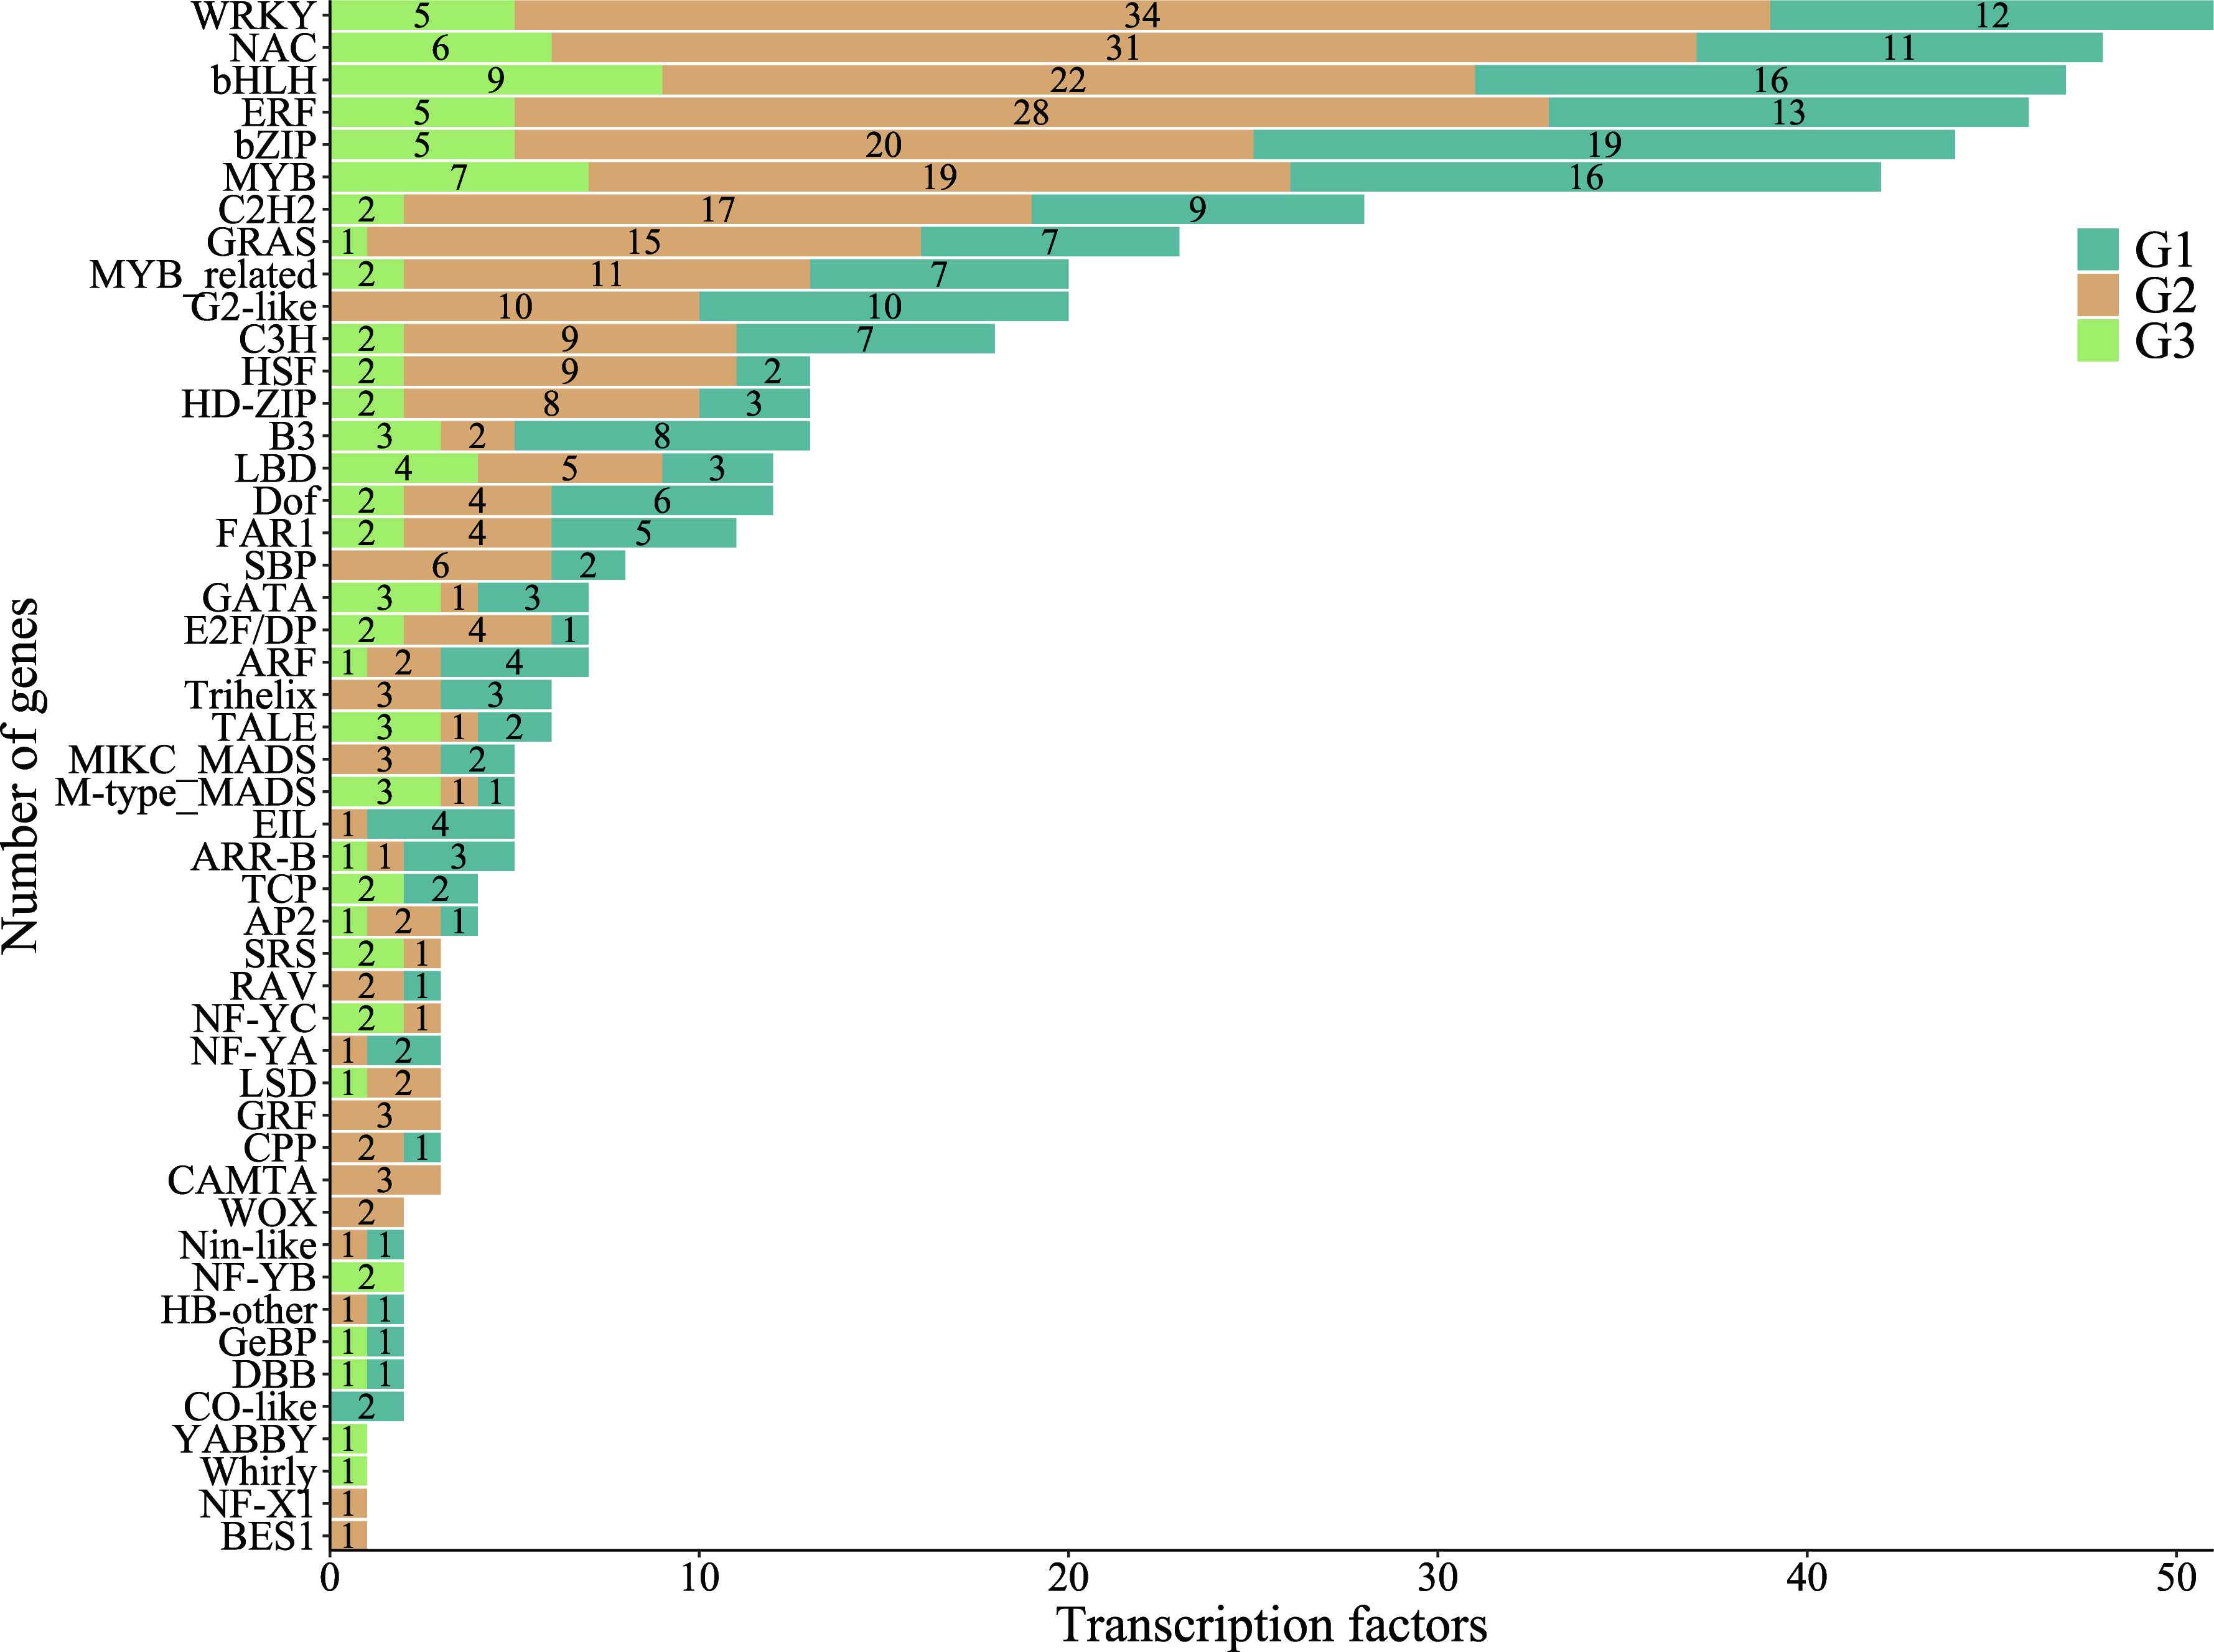 WRKY 5 34 12
NAC 6 31 11
bHLH 9 22 16
ERF 5 28 13
bZIP 5 20 19
MYB 7 19 16
C2H2 2 17 9
GRAS 1 15 7
MYB_related 2 11 7
G2-like 10 10
C3H 2 9 7
HSF 2 9 2
HD-ZIP 2 8 3
B3 3 2 8
LBD 4 5 3
Dof 2 4 6
FAR1 2 4 5
SBP 6 2
GATA 3 1 3
E2F/DP 2 4 1
ARF 1 2 4
Trihelix 3 3
TALE 3 1 2
MIKC_MADS 3 2
M-type_MADS 3 1 1
EIL 1 4
ARR-B 1 1 3
TCP 2 2
AP2 1 2 1
SRS 2 1
RAV 2 1
NF-YC 2 1
NF-YA 1 2
LSD 1 2
GRF 3
CPP 2 1
CAMTA 3
WOX 2
Nin-like 1 1
NF-YB 2
HB-other 1 1
GeBP 1 1
DBB 1 1
CO-like 2
YABBY 1
Whirly 1
NF-X1 1
BES1 1
0 10 20 30 40 50
Transcription factors
Number of genes
G1
G2
G3